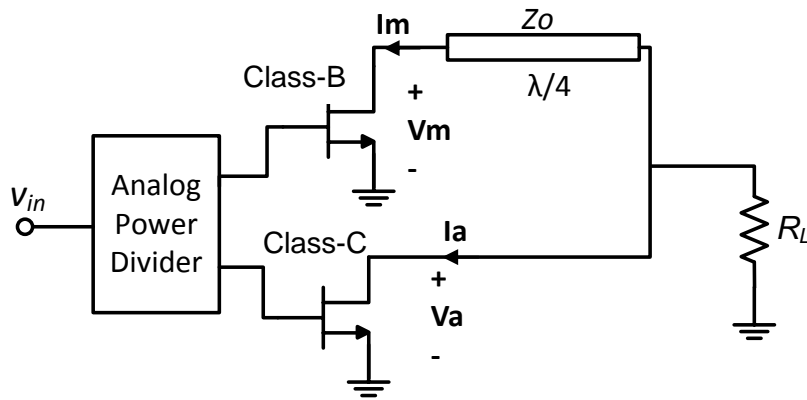 Im
Zo
Class-B
λ/4
+
Vm
-
Analog
Power
Divider
vin
Class-C
Ia
+
Va
-
RL